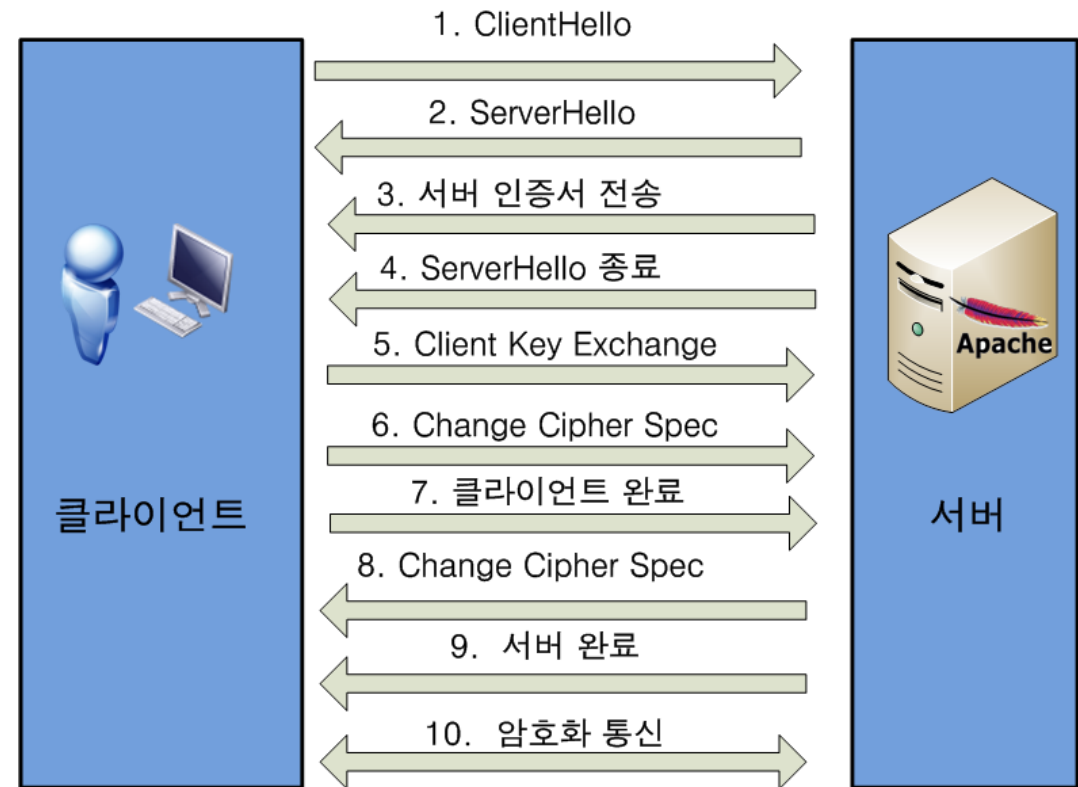 1. ClientHello
2. ServerHello
3. 서버 인증서 전송
4. ServerHello 종료
5. Client Key Exchange
6. Change Cipher Spec
7. 클라이언트 완료
8. Change Cipher Spec
9. 서버 완료
10. 암호화 통신
클라이언트
Apache
서버